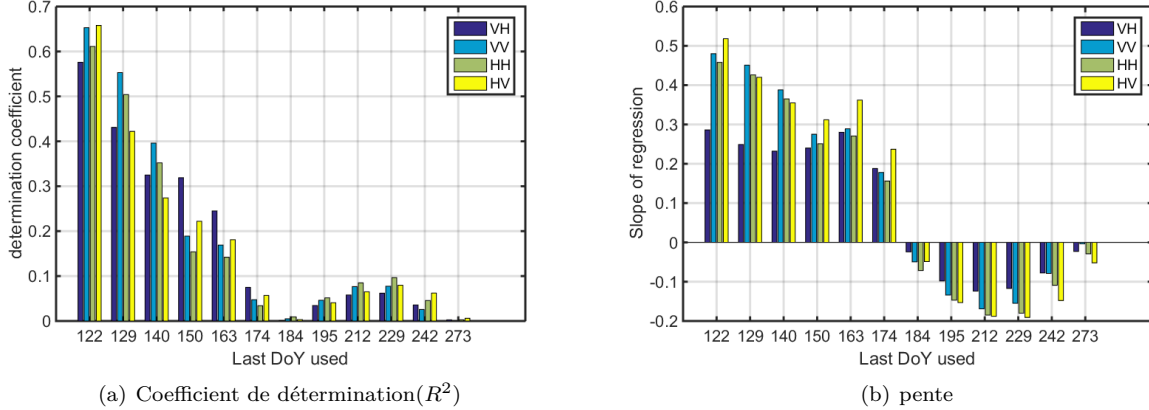 0.7
0.6
0.5
0.4
0.3
0.2
0.1
0
determination coefficient
VH
VV
HH
HV
122 129 140 150 163 174 184 195 212 229 242 273
Last DoY used
(a) Coefficient de détermination(R²)
0.6
0.5
0.4
0.3
0.2
0.1
0
-0.1
-0.2
Slope of regression
VH
VV
HH
HV
122 129 140 150 163 174 184 195 212 229 242 273
Last DoY used
(b) pente